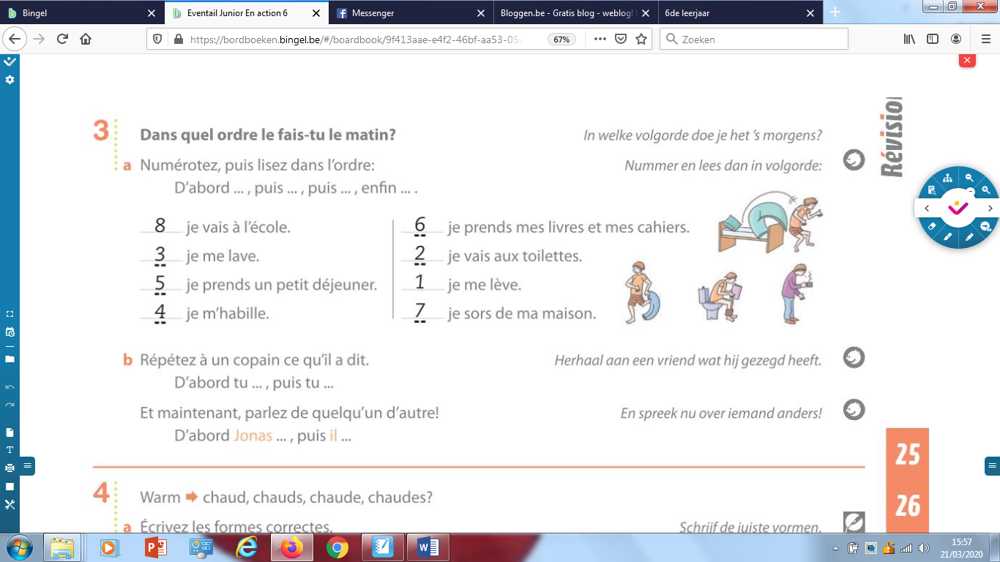 Bingel
Eventail Junior En action 6
Messenger
Bloggen.be - Gratis blog - weblog!
6de leerjaar
https://bordboeken.bingel.be/#/boardbook/9f413aae-e4f2-46bf-aa53-05
67%
Zoeken
Révision
3 Dans quel ordre le fais-tu le matin? In welke volgorde doe je het 's morgens?
a Numérotez, puis lisez dans l'ordre: Nummer en lees dan in volgorde:
D'abord ... , puis ... , puis ... , enfin ... .
8 je vais à l'école.
3 je me lave.
5 je prends un petit déjeuner.
4 je m'habille.
6 je prends mes livres et mes cahiers.
2 je vais aux toilettes.
1 je me lève.
7 je sors de ma maison.
b Répétez à un copain ce qu'il a dit. Herhaal aan een vriend wat hij gezegd heeft.
D'abord tu ... , puis tu ...
Et maintenant, parlez de quelqu'un d'autre! En spreek nu over iemand anders!
D'abord Jonas ... , puis il ...
25
26
4 Warm → chaud, chauds, chaude, chaudes?
a Écrivez les formes correctes. Schrijf de juiste vormen.
15:57
21/03/2020